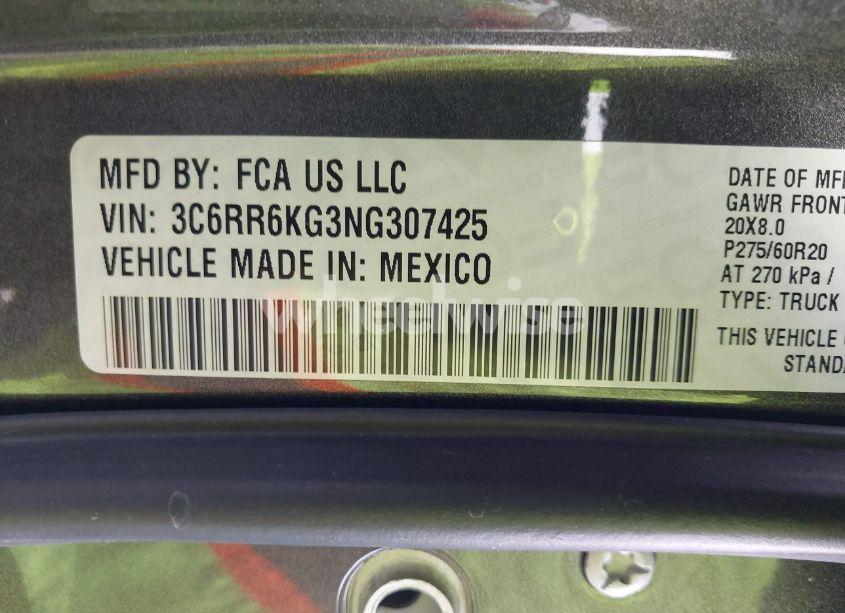 MFD BY: FCA US LLC
VIN: 3C6RR6KG3NG307425
VEHICLE MADE IN: MEXICO
DATE OF MF
GAWR FRONT
20X8.0
P275/60R20
AT 270 kPa /
TYPE: TRUCK
THIS VEHICLE
STANDA
wheelwise